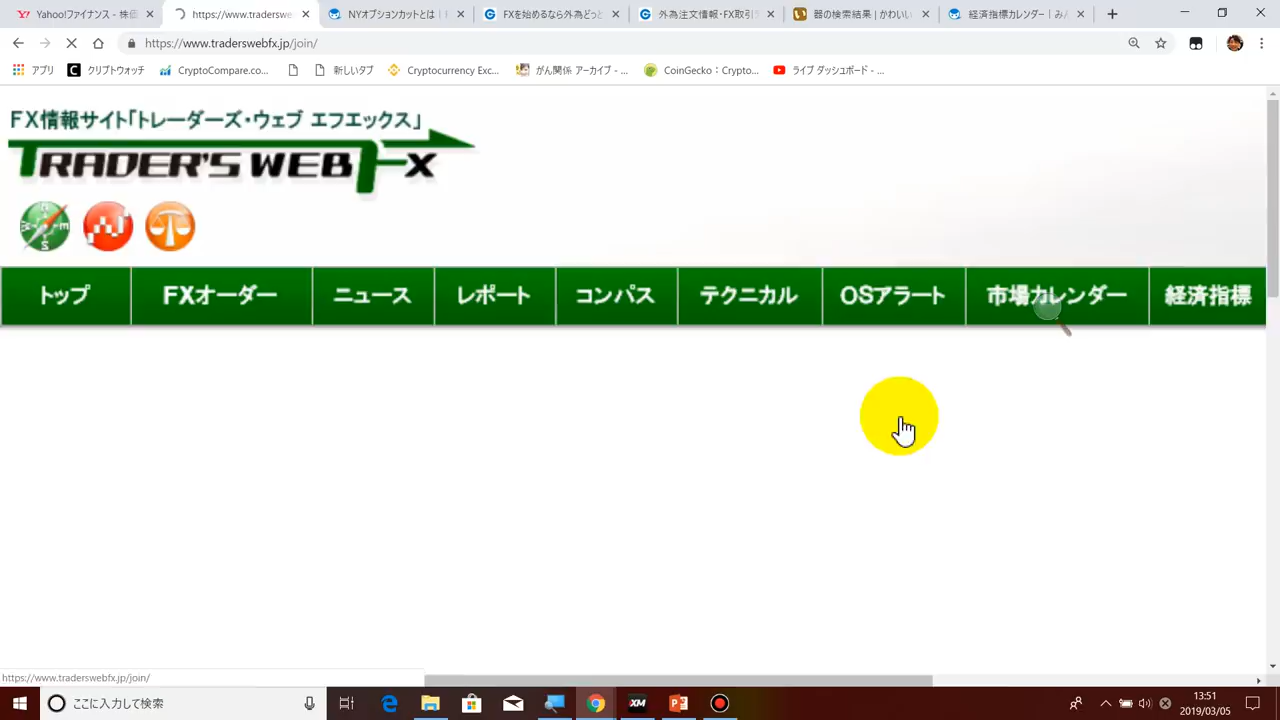 Yahoo!ファイナンス - 株価
https://www.traderswe
NYオプションカットとは
FXを始めるなら外為どっと
外為注文情報・FX取引
器の検索結果 | かわいい
経済指標カレンダー | み
https://www.traderswebfx.jp/join/
アプリ
クリプトウォッチ
CryptoCompare.co...
新しいタブ
Cryptocurrency Exc...
がん関係 アーカイブ - ...
CoinGecko：Crypto...
ライブ ダッシュボード - ...
FX情報サイト「トレーダーズ・ウェブ エフエックス」
TRADER'S WEB FX
トップ
FXオーダー
ニュース
レポート
コンパス
テクニカル
OSアラート
市場カレンダー
経済指標
https://www.traderswebfx.jp/join/
ここに入力して検索
XM
13:51
2019/03/05